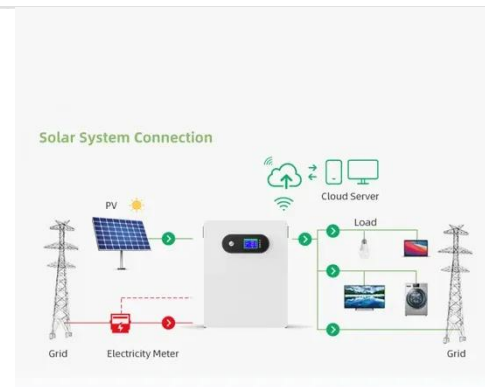 Solar System Connection
Cloud Server
PV
Load
Grid
Electricity Meter
Grid